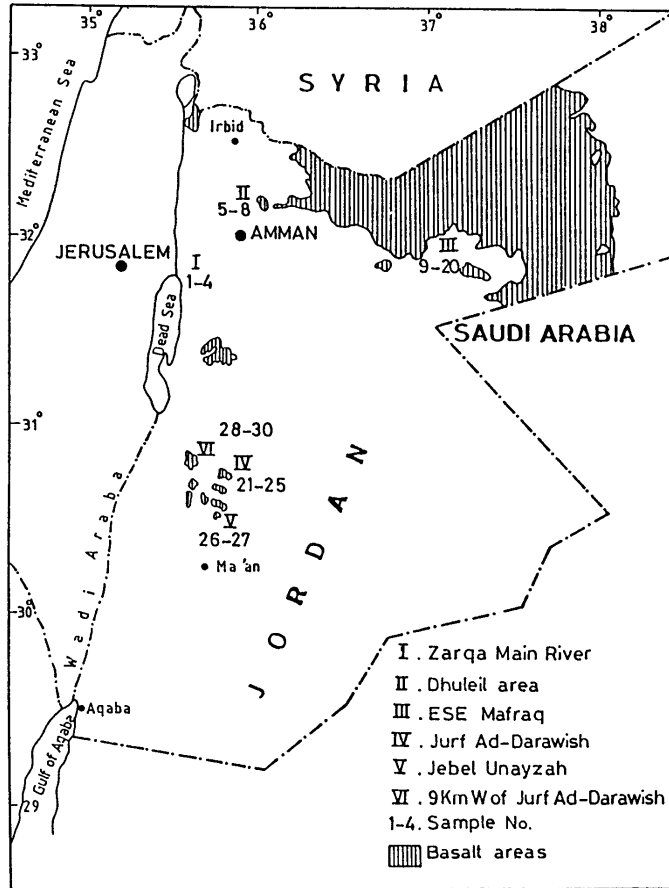 35° 36° 37° 38°
33°
SYRIA
Mediterranean Sea
Irbid
II
5-8
32°
AMMAN
JERUSALEM
I
1-4
III
9-20
Dead Sea
SAUDI ARABIA
31°
28-30
VI
IV
21-25
V
26-27
Ma'an
JORDAN
Wadi Araba
30°
Aqaba
Gulf of Aqaba
29
I . Zarqa Main River
II . Dhuleil area
III . ESE Mafraq
IV . Jurf Ad-Darawish
V . Jebel Unayzah
VI . 9Km W of Jurf Ad-Darawish
1-4. Sample No.
Basalt areas